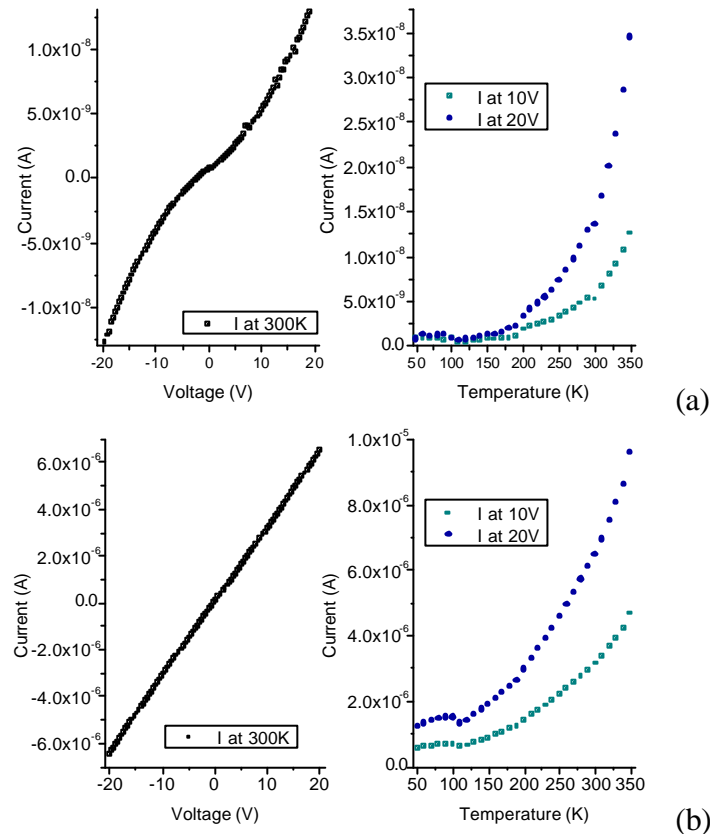 Current (A)
1.0x10⁻⁸
5.0x10⁻⁹
0.0
-5.0x10⁻⁹
-1.0x10⁻⁸
I at 300K
-20 -10 0 10 20
Voltage (V)
Current (A)
3.5x10⁻⁸
3.0x10⁻⁸
2.5x10⁻⁸
2.0x10⁻⁸
1.5x10⁻⁸
1.0x10⁻⁸
5.0x10⁻⁹
0.0
I at 10V
I at 20V
50 100 150 200 250 300 350
Temperature (K)
(a)
Current (A)
6.0x10⁻⁶
4.0x10⁻⁶
2.0x10⁻⁶
0.0
-2.0x10⁻⁶
-4.0x10⁻⁶
-6.0x10⁻⁶
I at 300K
-20 -10 0 10 20
Voltage (V)
Current (A)
1.0x10⁻⁵
8.0x10⁻⁶
6.0x10⁻⁶
4.0x10⁻⁶
2.0x10⁻⁶
0.0
I at 10V
I at 20V
50 100 150 200 250 300 350
Temperature (K)
(b)